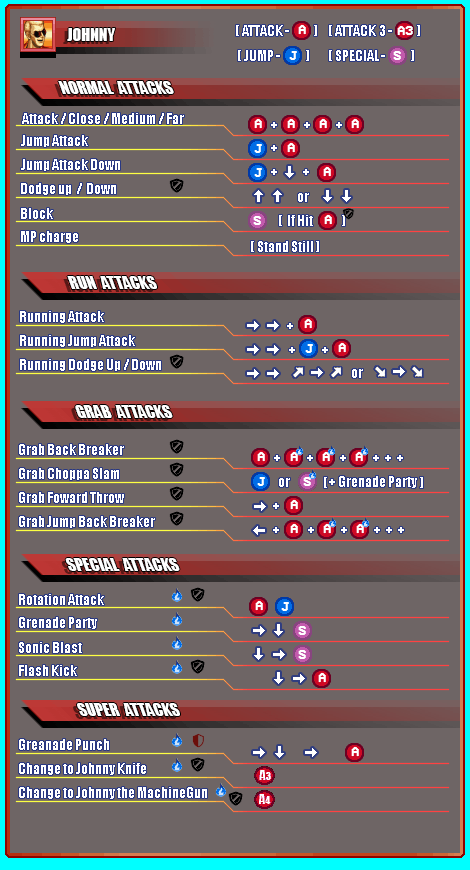 JOHNNY
[ ATTACK - A ] [ ATTACK 3 - A3 ]
[ JUMP - J ] [ SPECIAL - S ]
NORMAL ATTACKS
Attack / Close / Medium / Far A + A + A + A
Jump Attack J + A
Jump Attack Down J + ↓ + A
Dodge up / Down ↑ ↑ or ↓ ↓
Block S [ If Hit A ]
MP charge [ Stand Still ]
RUN ATTACKS
Running Attack → → + A
Running Jump Attack → → + J + A
Running Dodge Up / Down → → ↗ → ↗ or ↘ → ↘
GRAB ATTACKS
Grab Back Breaker A + A + A + A + + +
Grab Choppa Slam J or S [ + Grenade Party ]
Grab Foward Throw → + A
Grab Jump Back Breaker ← + A + A + A + + +
SPECIAL ATTACKS
Rotation Attack A J
Grenade Party → ↓ S
Sonic Blast ↓ → S
Flash Kick ↓ → A
SUPER ATTACKS
Greanade Punch → ↓ → A
Change to Johnny Knife A3
Change to Johnny the MachineGun A4